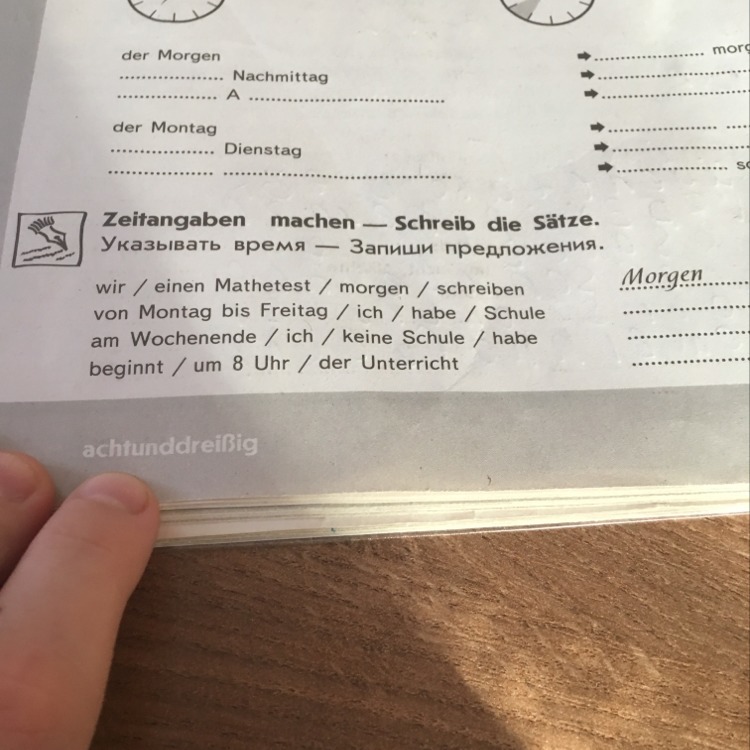 der Morgen
.................. Nachmittag
.................. A ...................................
➡ .................... morg
➡ ....................
➡ ....................
der Montag
.................. Dienstag
.................. ...................................
➡ .................... ....
➡ ....................
➡ .................... sc
Zeitangaben machen — Schreib die Sätze.
Указывать время — Запиши предложения.
wir / einen Mathetest / morgen / schreiben
von Montag bis Freitag / ich / habe / Schule
am Wochenende / ich / keine Schule / habe
beginnt / um 8 Uhr / der Unterricht
Morgen
achtunddreißig